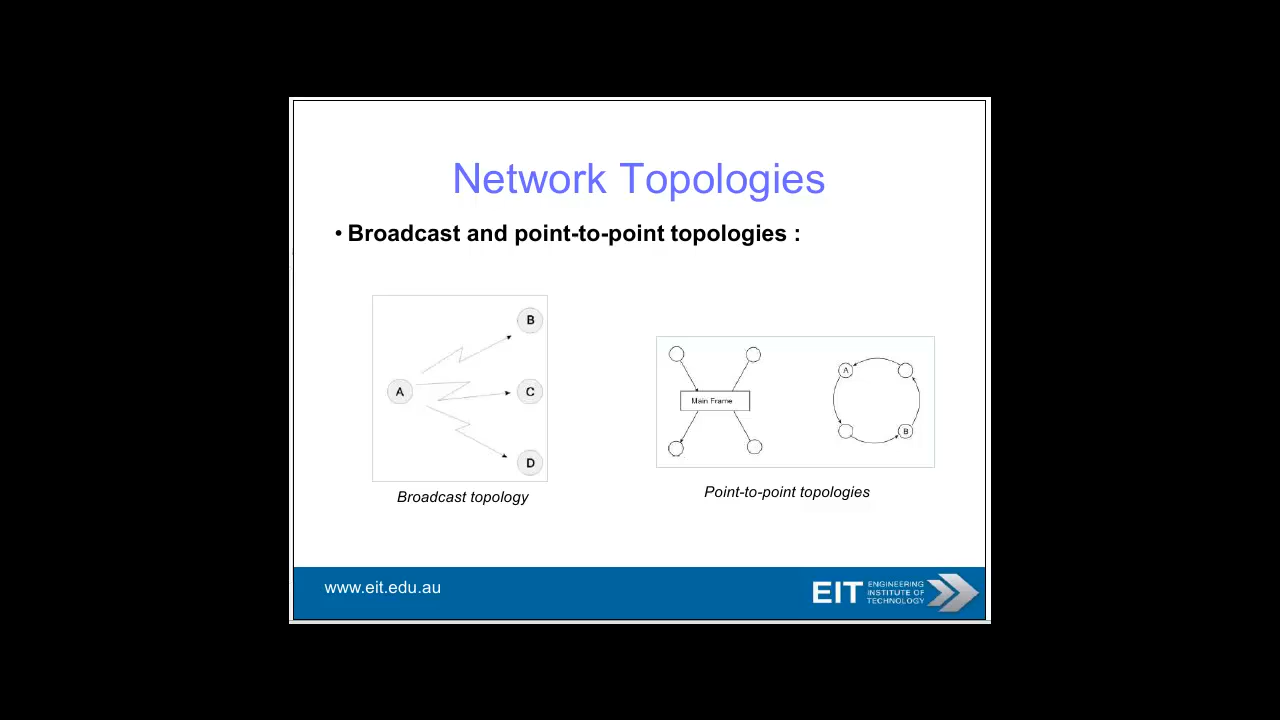 Network Topologies
• Broadcast and point-to-point topologies :
B
A
C
D
Broadcast topology
Main Frame
A
B
Point-to-point topologies
www.eit.edu.au
EIT
ENGINEERING
INSTITUTE OF
TECHNOLOGY